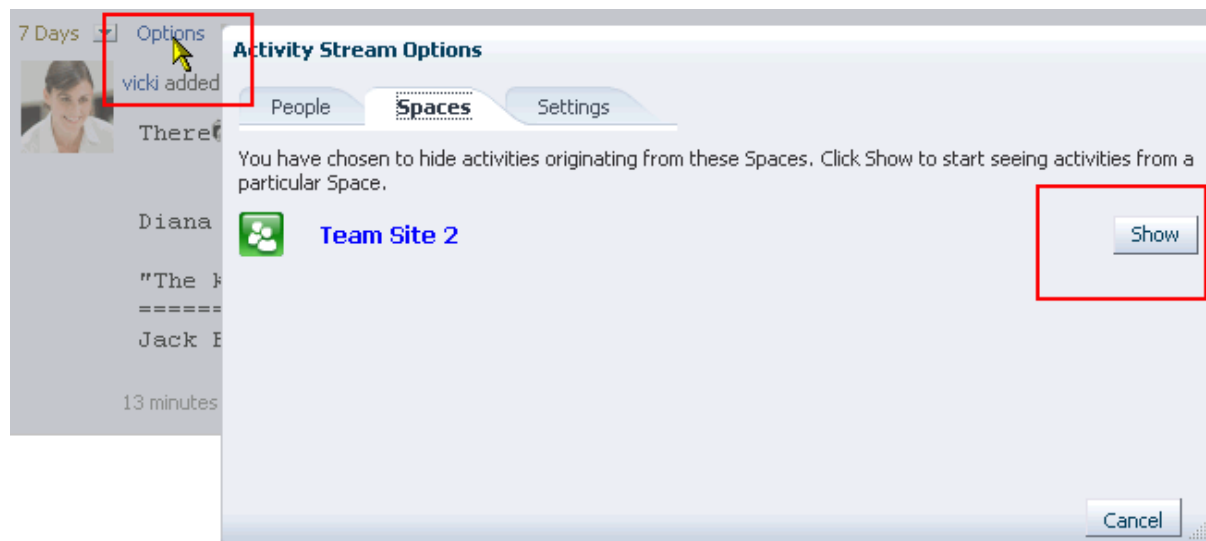 7 Days Options
vicki added
There
Diana
"The
======
Jack
13 minutes
Activity Stream Options
People Spaces Settings
You have chosen to hide activities originating from these Spaces. Click Show to start seeing activities from a
particular Space.
Team Site 2
Show
Cancel